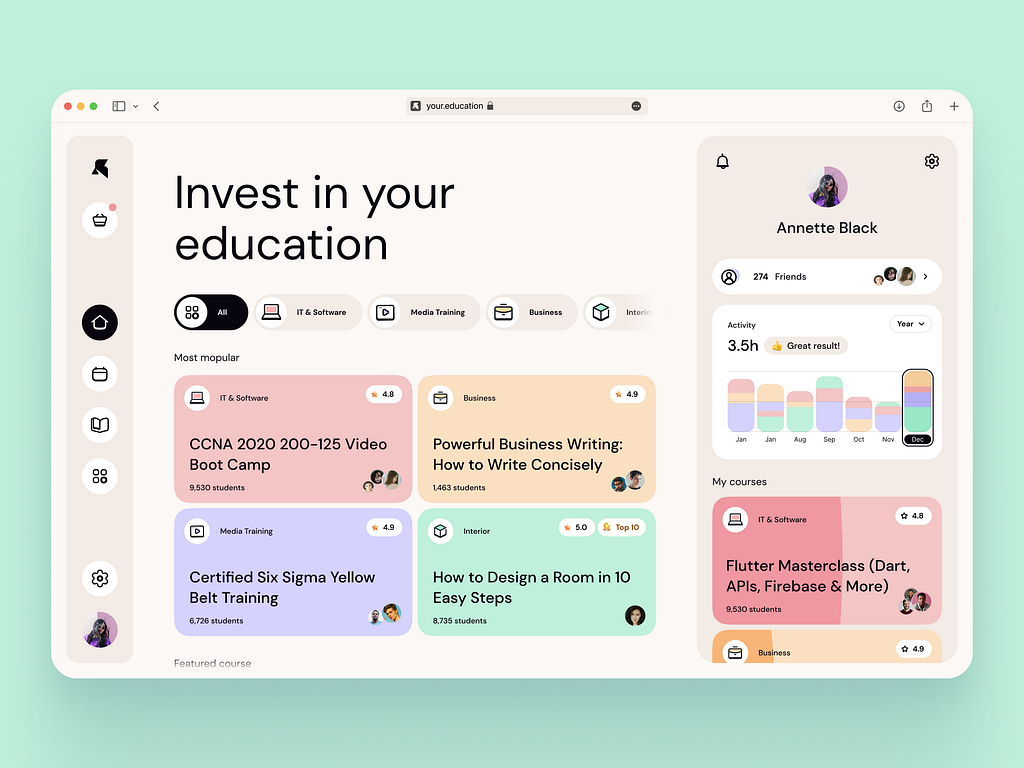 your.education
Invest in your
education
All
IT & Software
Media Training
Business
Interior
Most mopular
IT & Software
4.8
CCNA 2020 200-125 Video
Boot Camp
9,530 students
Business
4.9
Powerful Business Writing:
How to Write Concisely
1,463 students
Media Training
4.9
Certified Six Sigma Yellow
Belt Training
6,726 students
Interior
5.0
Top 10
How to Design a Room in 10
Easy Steps
8,735 students
Featured course
Annette Black
274 Friends
Activity
Year
3.5h
Great result!
Jan
Jan
Aug
Sep
Oct
Nov
Dec
My courses
IT & Software
4.8
Flutter Masterclass (Dart,
APIs, Firebase & More)
9,530 students
Business
4.9